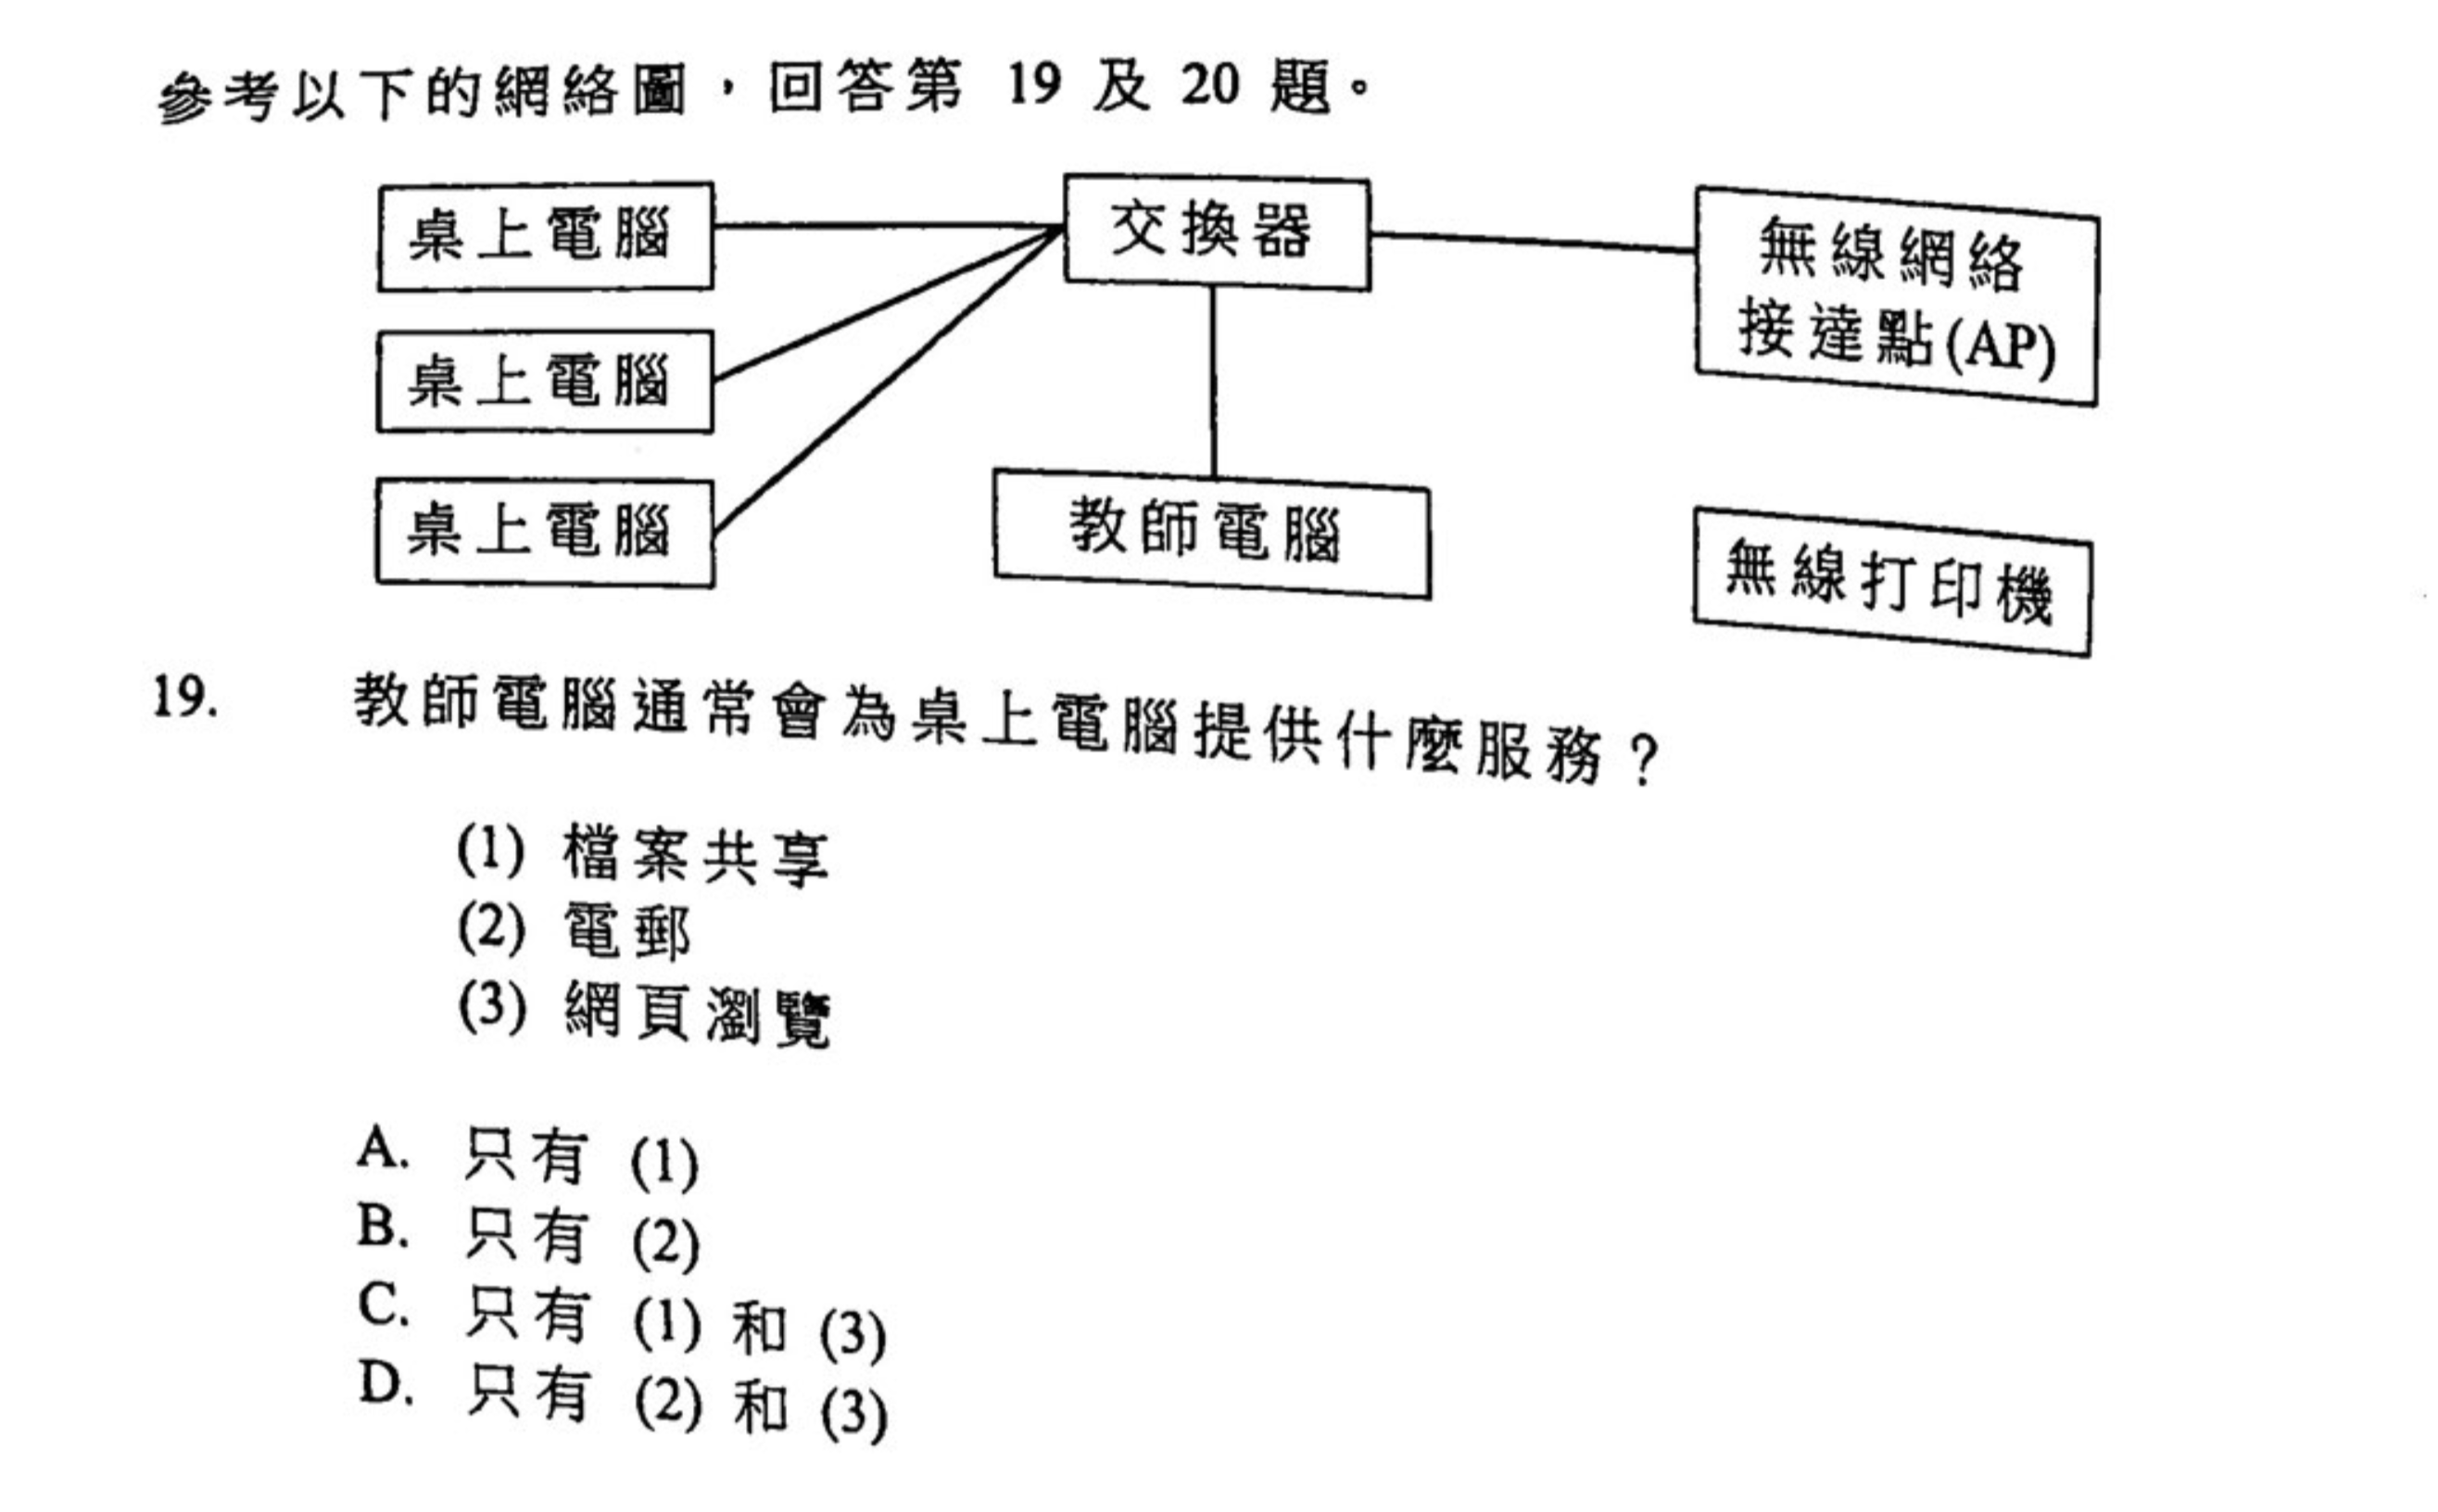 參考以下的網絡圖，回答第 19 及 20 題。
桌上電腦
交換器
無線網絡
接達點(AP)
桌上電腦
桌上電腦
教師電腦
無線打印機
19. 教師電腦通常會為桌上電腦提供什麼服務？
(1) 檔案共享
(2) 電郵
(3) 網頁瀏覽
A. 只有 (1)
B. 只有 (2)
C. 只有 (1) 和 (3)
D. 只有 (2) 和 (3)